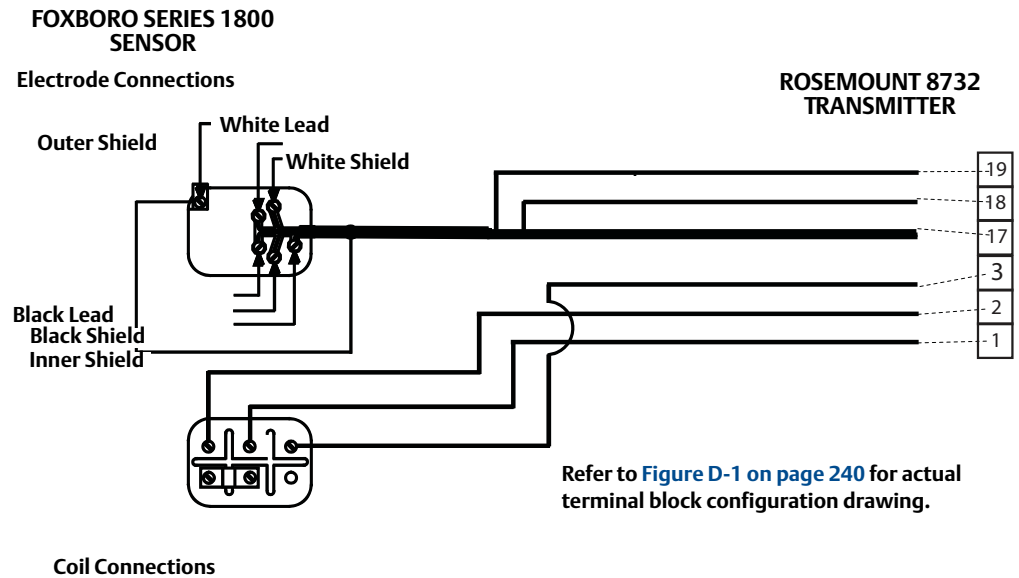 FOXBORO SERIES 1800
SENSOR
Electrode Connections
ROSEMOUNT 8732
TRANSMITTER
White Lead
Outer Shield
White Shield
19
18
17
3
2
1
Black Lead
Black Shield
Inner Shield
Refer to Figure D-1 on page 240 for actual
terminal block configuration drawing.
Coil Connections